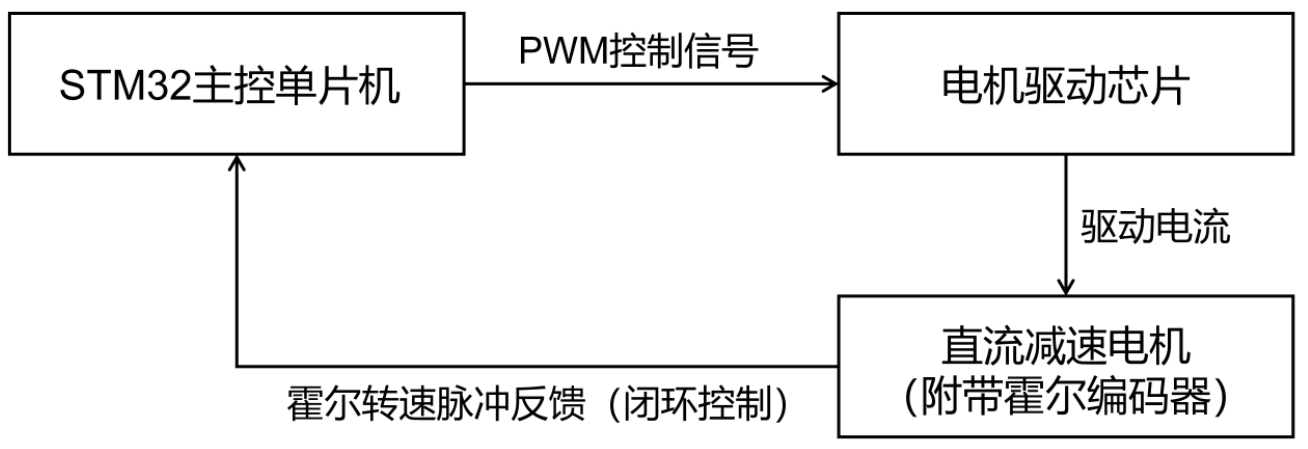 STM32主控单片机
PWM控制信号
电机驱动芯片
驱动电流
直流减速电机
（附带霍尔编码器）
霍尔转速脉冲反馈（闭环控制）